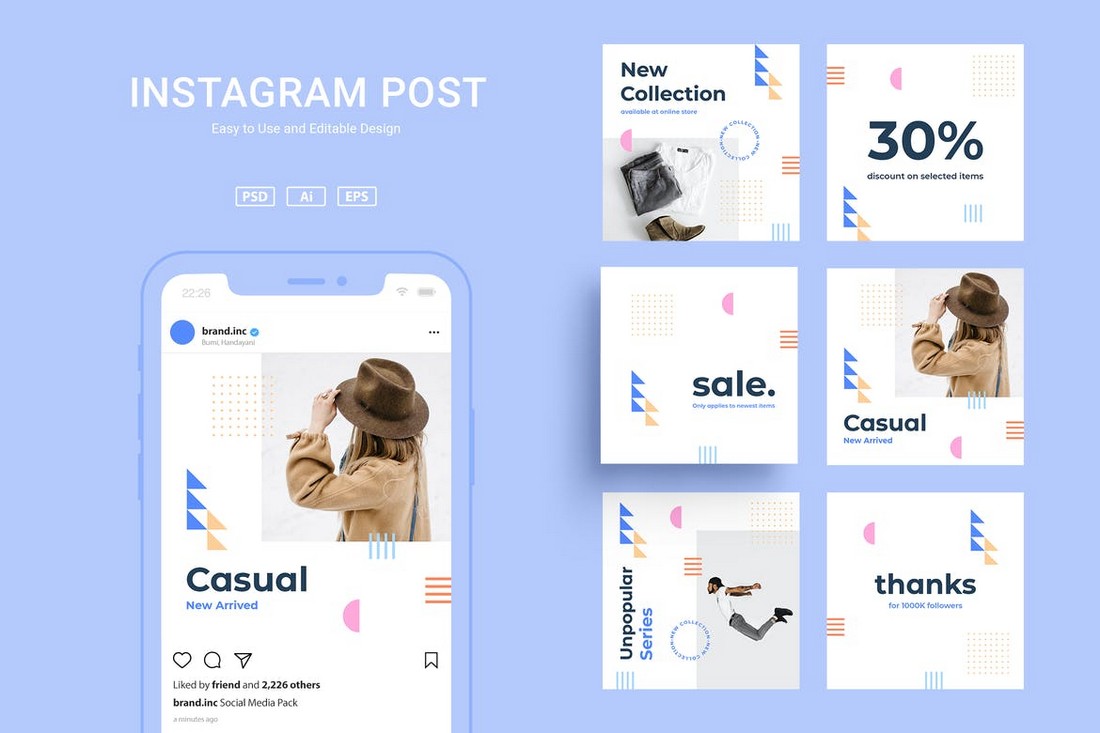 INSTAGRAM POST
Easy to Use and Editable Design
PSD
Ai
EPS
22:26
brand.inc
Bumi, Handayani
Casual
New Arrived
Liked by friend and 2,226 others
brand.inc Social Media Pack
a minutes ago
New
Collection
available at online store
NEW COLLECTION•NEW COLLECTION•
30%
discount on selected items
sale.
Only applies to newest items
Casual
New Arrived
Unpopular
Series
NEW COLLECTION•NEW COLLECTION•
thanks
for 1000K followers